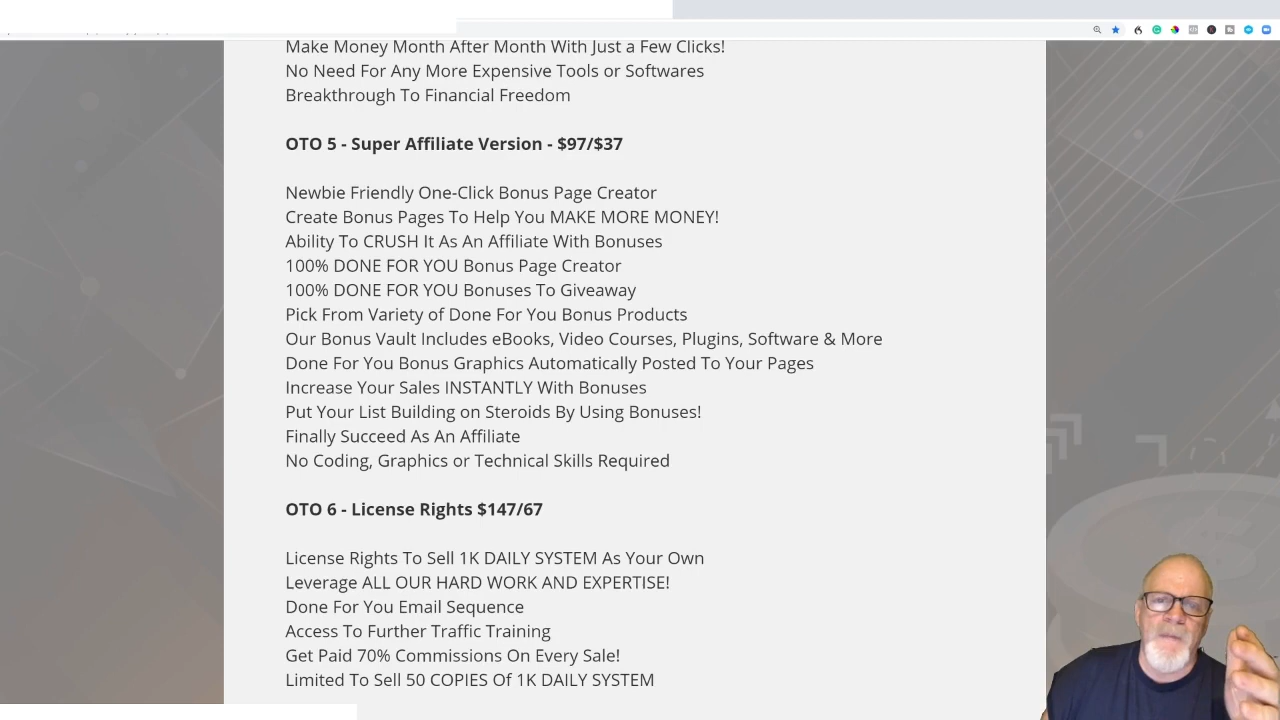 Make Money Month After Month With Just a Few Clicks!
No Need For Any More Expensive Tools or Softwares
Breakthrough To Financial Freedom
OTO 5 - Super Affiliate Version - $97/$37
Newbie Friendly One-Click Bonus Page Creator
Create Bonus Pages To Help You MAKE MORE MONEY!
Ability To CRUSH It As An Affiliate With Bonuses
100% DONE FOR YOU Bonus Page Creator
100% DONE FOR YOU Bonuses To Giveaway
Pick From Variety of Done For You Bonus Products
Our Bonus Vault Includes eBooks, Video Courses, Plugins, Software & More
Done For You Bonus Graphics Automatically Posted To Your Pages
Increase Your Sales INSTANTLY With Bonuses
Put Your List Building on Steroids By Using Bonuses!
Finally Succeed As An Affiliate
No Coding, Graphics or Technical Skills Required
OTO 6 - License Rights $147/67
License Rights To Sell 1K DAILY SYSTEM As Your Own
Leverage ALL OUR HARD WORK AND EXPERTISE!
Done For You Email Sequence
Access To Further Traffic Training
Get Paid 70% Commissions On Every Sale!
Limited To Sell 50 COPIES Of 1K DAILY SYSTEM